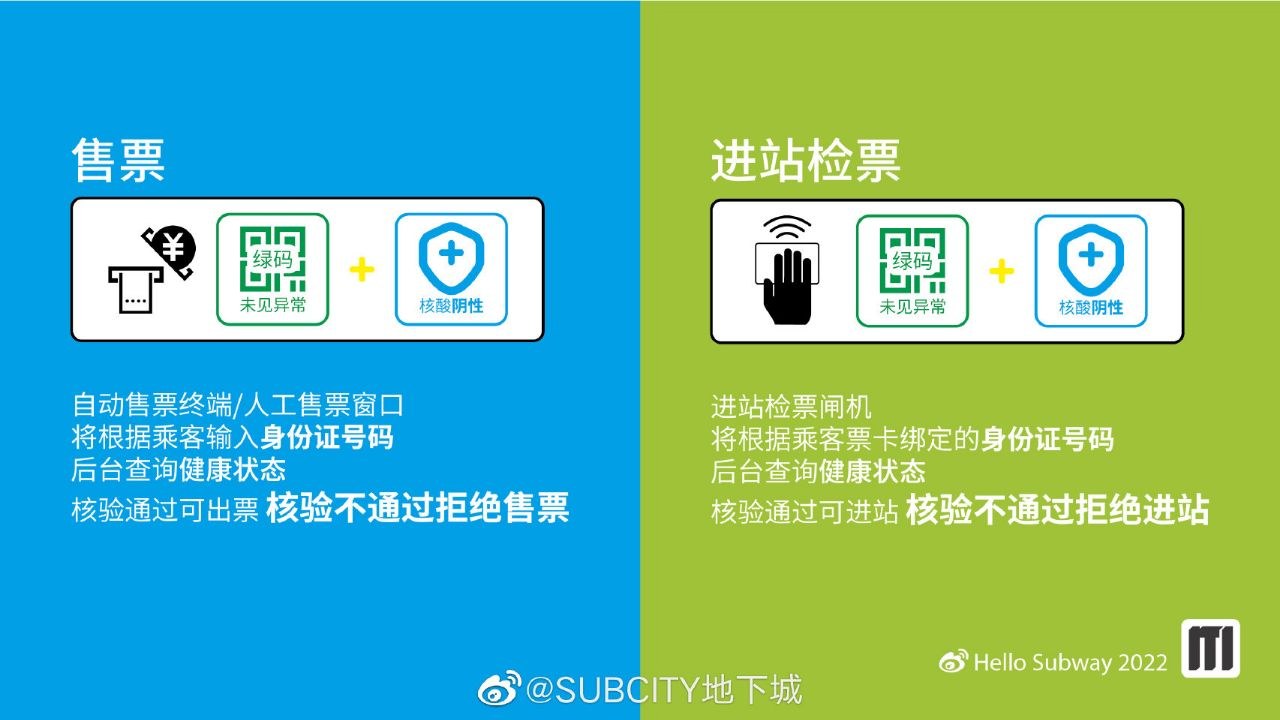 售票
¥
绿码
未见异常
+
核酸阴性
自动售票终端/人工售票窗口
将根据乘客输入身份证号码
后台查询健康状态
核验通过可出票 核验不通过拒绝售票
进站检票
绿码
未见异常
+
核酸阴性
进站检票闸机
将根据乘客票卡绑定的身份证号码
后台查询健康状态
核验通过可进站 核验不通过拒绝进站
Hello Subway 2022
@SUBCITY地下城